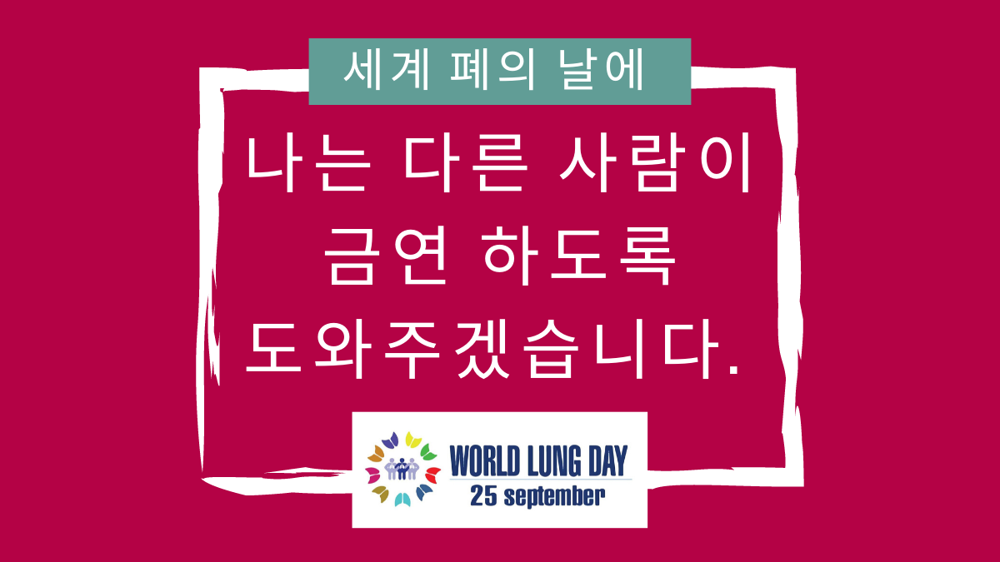 세계 폐의 날에
나는 다른 사람이
금연 하도록
도와주겠습니다.
WORLD LUNG DAY
25 september